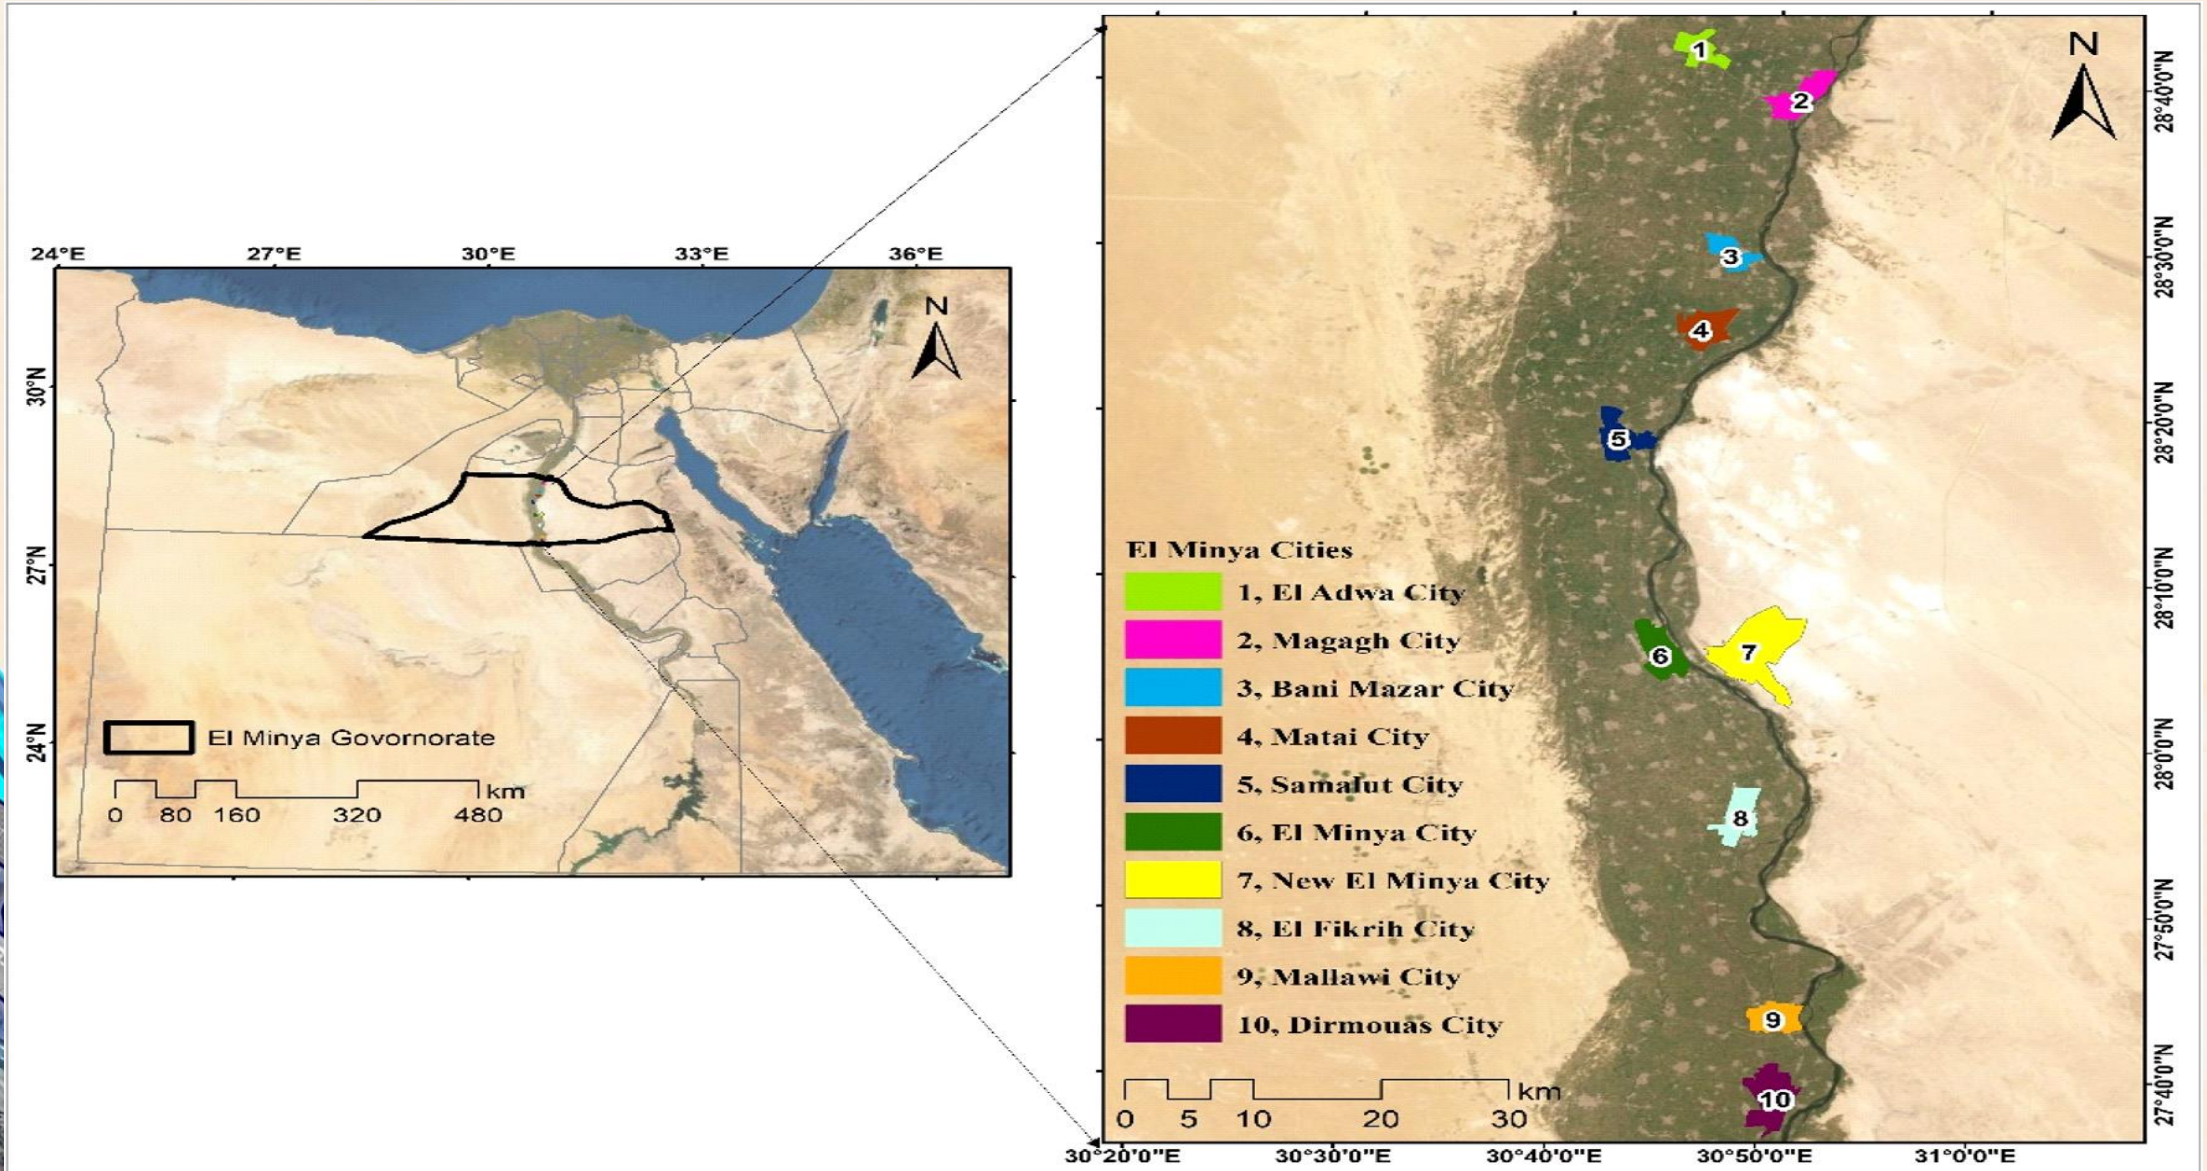 24°E 27°E 30°E 33°E 36°E
N
30°N
27°N
24°N
El Minya Govornorate
0 80 160 320 480 km
N
1
2
3
4
5
6
7
8
9
10
El Minya Cities
1, El Adwa City
2, Magagh City
3, Bani Mazar City
4, Matai City
5, Samalut City
6, El Minya City
7, New El Minya City
8, El Fikrih City
9, Mallawi City
10, Dirmouas City
0 5 10 20 30 km
28°40'0"N
28°30'0"N
28°20'0"N
28°10'0"N
28°0'0"N
27°50'0"N
27°40'0"N
30°20'0"E 30°30'0"E 30°40'0"E 30°50'0"E 31°0'0"E